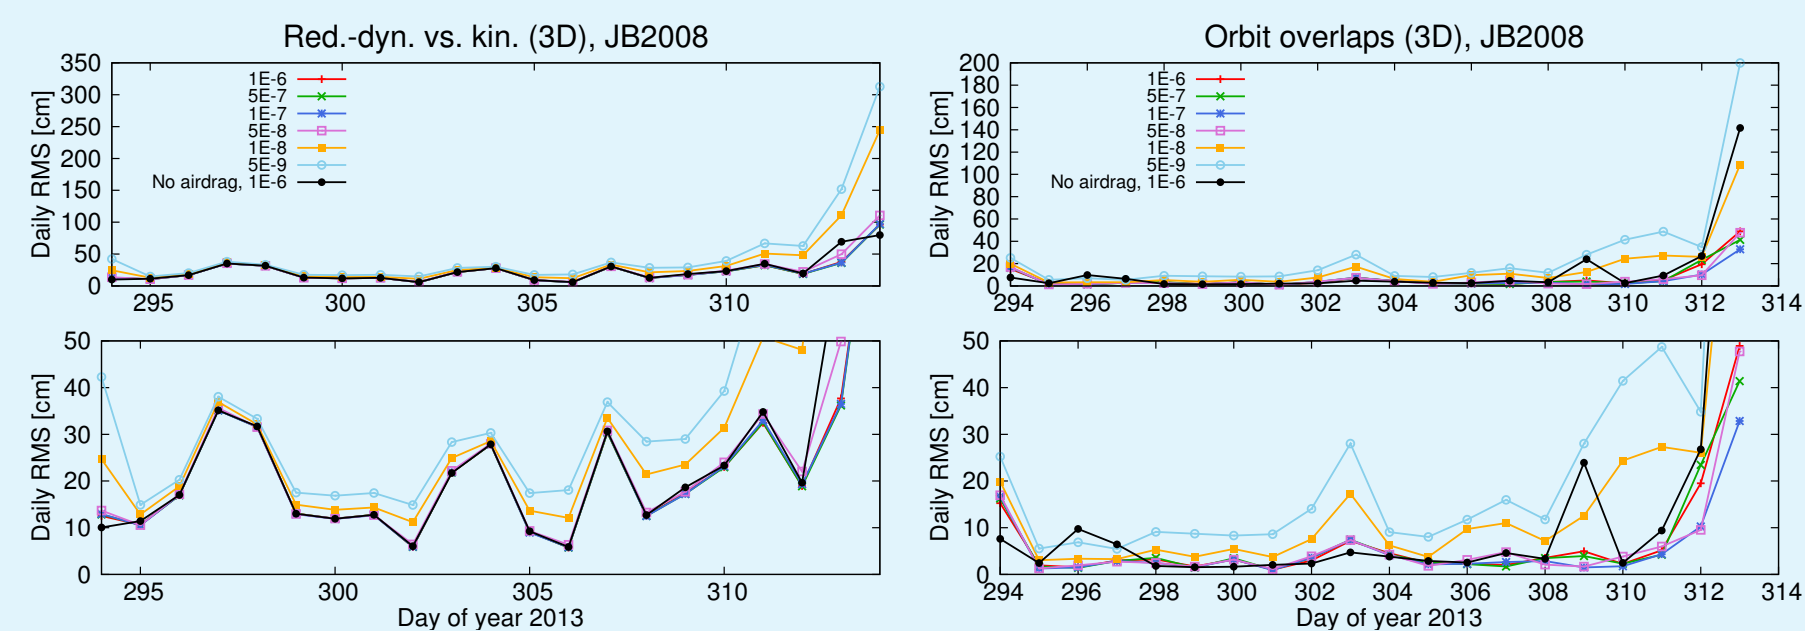 Red.-dyn. vs. kin. (3D), JB2008
Daily RMS [cm]
350
300
250
200
150
100
50
0
1E-6
5E-7
1E-7
5E-8
1E-8
5E-9
No airdrag, 1E-6
295 300 305 310
Orbit overlaps (3D), JB2008
Daily RMS [cm]
200
180
160
140
120
100
80
60
40
20
0
1E-6
5E-7
1E-7
5E-8
1E-8
5E-9
No airdrag, 1E-6
294 296 298 300 302 304 306 308 310 312 314
Daily RMS [cm]
50
40
30
20
10
0
295 300 305 310
Day of year 2013
Daily RMS [cm]
50
40
30
20
10
0
294 296 298 300 302 304 306 308 310 312 314
Day of year 2013